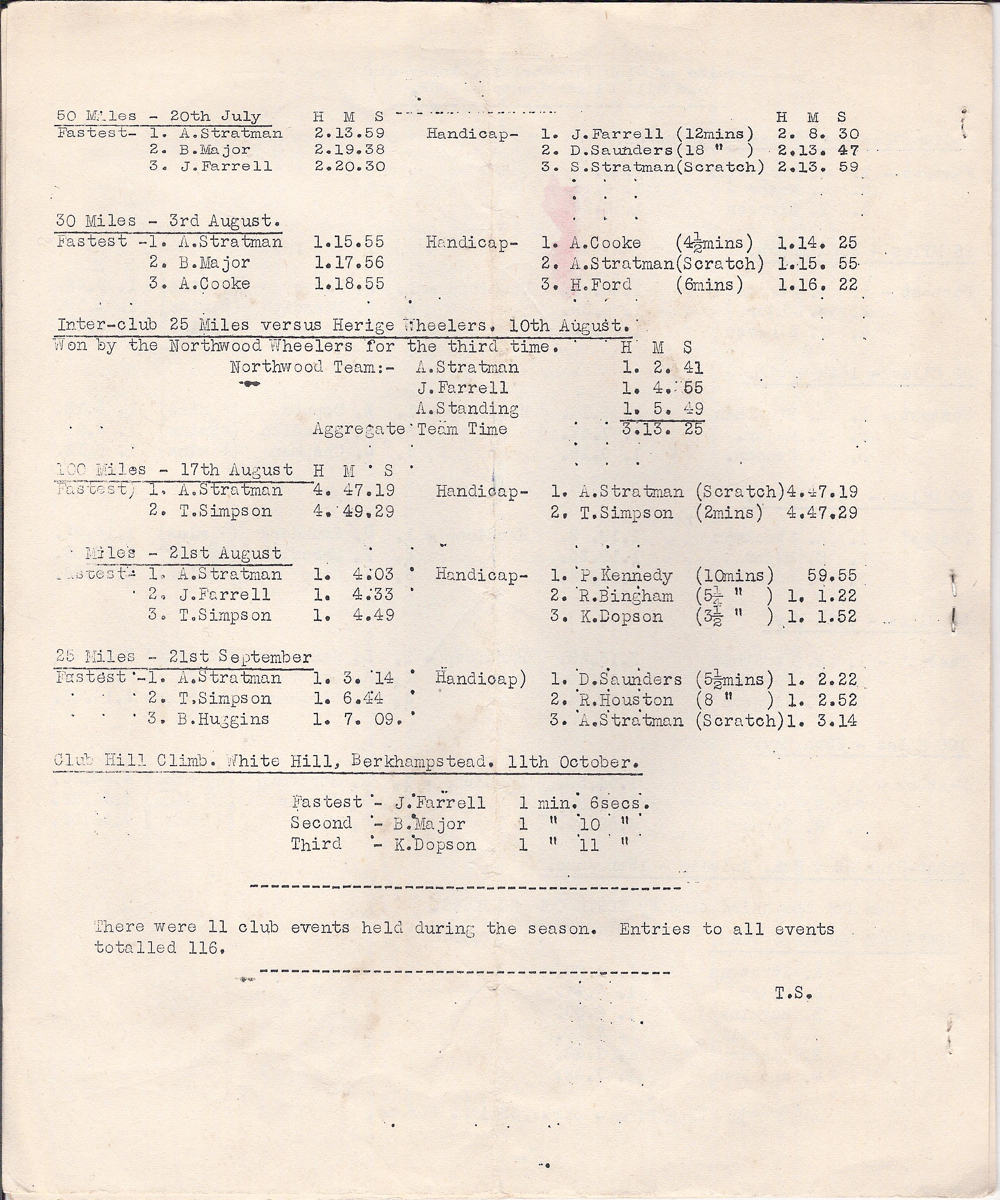 50 Miles - 20th July H M S H M S
Fastest- 1. A.Stratman 2.13.59 Handicap- 1. J.Farrell (12mins) 2. 8. 30
2. B.Major 2.19.38 2. D.Saunders(18 " ) 2.13. 47
3. J.Farrell 2.20.30 3. S.Stratman(Scratch) 2.13. 59
30 Miles - 3rd August.
Fastest -1. A.Stratman 1.15.55 Handicap- 1. A.Cooke (4½mins) 1.14. 25
2. B.Major 1.17.56 2. A.Stratman(Scratch) 1.15. 55
3. A.Cooke 1.18.55 3. H.Ford (6mins) 1.16. 22
Inter-club 25 Miles versus Herige Wheelers. 10th August.
Won by the Northwood Wheelers for the third time. H M S
Northwood Team:- A.Stratman 1. 2. 41
J.Farrell 1. 4. 55
A.Standing 1. 5. 49
Aggregate Team Time 3.13. 25
100 Miles - 17th August H M S
Fastest) 1. A.Stratman 4. 47.19 Handicap- 1. A.Stratman (Scratch)4.47.19
2. T.Simpson 4. 49.29 2. T.Simpson (2mins) 4.47.29
Miles - 21st August
Fastest- 1. A.Stratman 1. 4.03 Handicap- 1. P.Kennedy (10mins) 59.55
2. J.Farrell 1. 4.33 2. R.Bingham (5¼ " ) 1. 1.22
3. T.Simpson 1. 4.49 3. K.Dopson (3½ " ) 1. 1.52
25 Miles - 21st September
Fastest -1. A.Stratman 1. 3. 14 Handicap) 1. D.Saunders (5½mins) 1. 2.22
2. T.Simpson 1. 6.44 2. R.Houston (8 " ) 1. 2.52
3. B.Huggins 1. 7. 09. 3. A.Stratman (Scratch)1. 3.14
Club Hill Climb. White Hill, Berkhampstead. 11th October.
Fastest - J.Farrell 1 min. 6secs.
Second - B.Major 1 " 10 "
Third - K.Dopson 1 " 11 "
There were 11 club events held during the season. Entries to all events
totalled 116.
T.S.